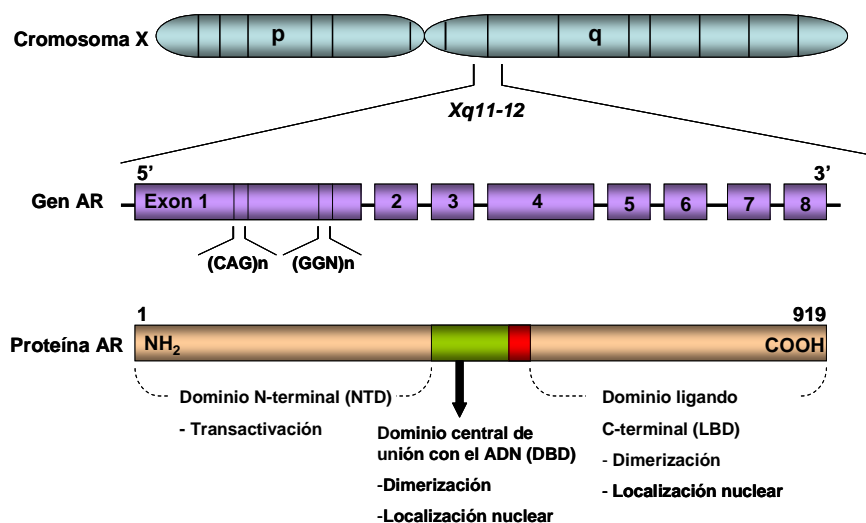 Cromosoma X
p
q
Xq11-12
5’
3’
Gen AR
Exon 1
2
3
4
5
6
7
8
(CAG)n
(GGN)n
1
919
Proteína AR
NH2
COOH
Dominio N-terminal (NTD)
- Transactivación
Dominio central de
unión con el ADN (DBD)
-Dimerización
-Localización nuclear
Dominio ligando
C-terminal (LBD)
- Dimerización
- Localización nuclear